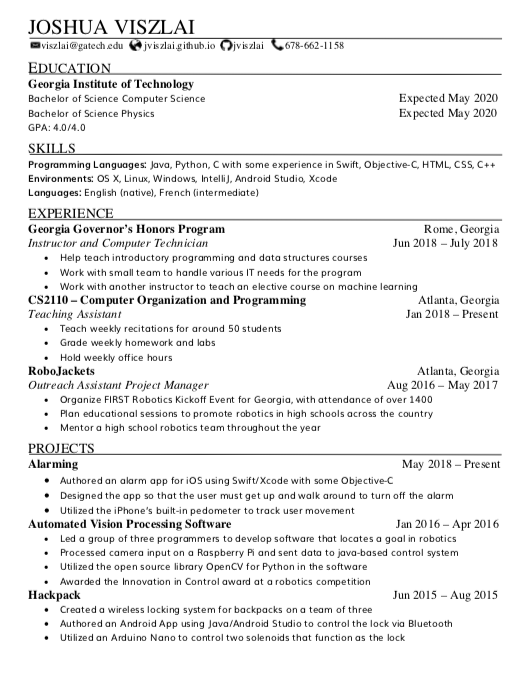 JOSHUA VISZLAI
viszlai@gatech.edu jviszlai.github.io jviszlai 678-662-1158
EDUCATION
Georgia Institute of Technology
Bachelor of Science Computer Science Expected May 2020
Bachelor of Science Physics Expected May 2020
GPA: 4.0/4.0
SKILLS
Programming Languages: Java, Python, C with some experience in Swift, Objective-C, HTML, CSS, C++
Environments: OS X, Linux, Windows, IntelliJ, Android Studio, Xcode
Languages: English (native), French (intermediate)
EXPERIENCE
Georgia Governor's Honors Program Rome, Georgia
Instructor and Computer Technician Jun 2018 – July 2018
• Help teach introductory programming and data structures courses
• Work with small team to handle various IT needs for the program
• Work with another instructor to teach an elective course on machine learning
CS2110 – Computer Organization and Programming Atlanta, Georgia
Teaching Assistant Jan 2018 – Present
• Teach weekly recitations for around 50 students
• Grade weekly homework and labs
• Hold weekly office hours
RoboJackets Atlanta, Georgia
Outreach Assistant Project Manager Aug 2016 – May 2017
• Organize FIRST Robotics Kickoff Event for Georgia, with attendance of over 1400
• Plan educational sessions to promote robotics in high schools across the country
• Mentor a high school robotics team throughout the year
PROJECTS
Alarming May 2018 – Present
• Authored an alarm app for iOS using Swift/Xcode with some Objective-C
• Designed the app so that the user must get up and walk around to turn off the alarm
• Utilized the iPhone's built-in pedometer to track user movement
Automated Vision Processing Software Jan 2016 – Apr 2016
• Led a group of three programmers to develop software that locates a goal in robotics
• Processed camera input on a Raspberry Pi and sent data to java-based control system
• Utilized the open source library OpenCV for Python in the software
• Awarded the Innovation in Control award at a robotics competition
Hackpack Jun 2015 – Aug 2015
• Created a wireless locking system for backpacks on a team of three
• Authored an Android App using Java/Android Studio to control the lock via Bluetooth
• Utilized an Arduino Nano to control two solenoids that function as the lock